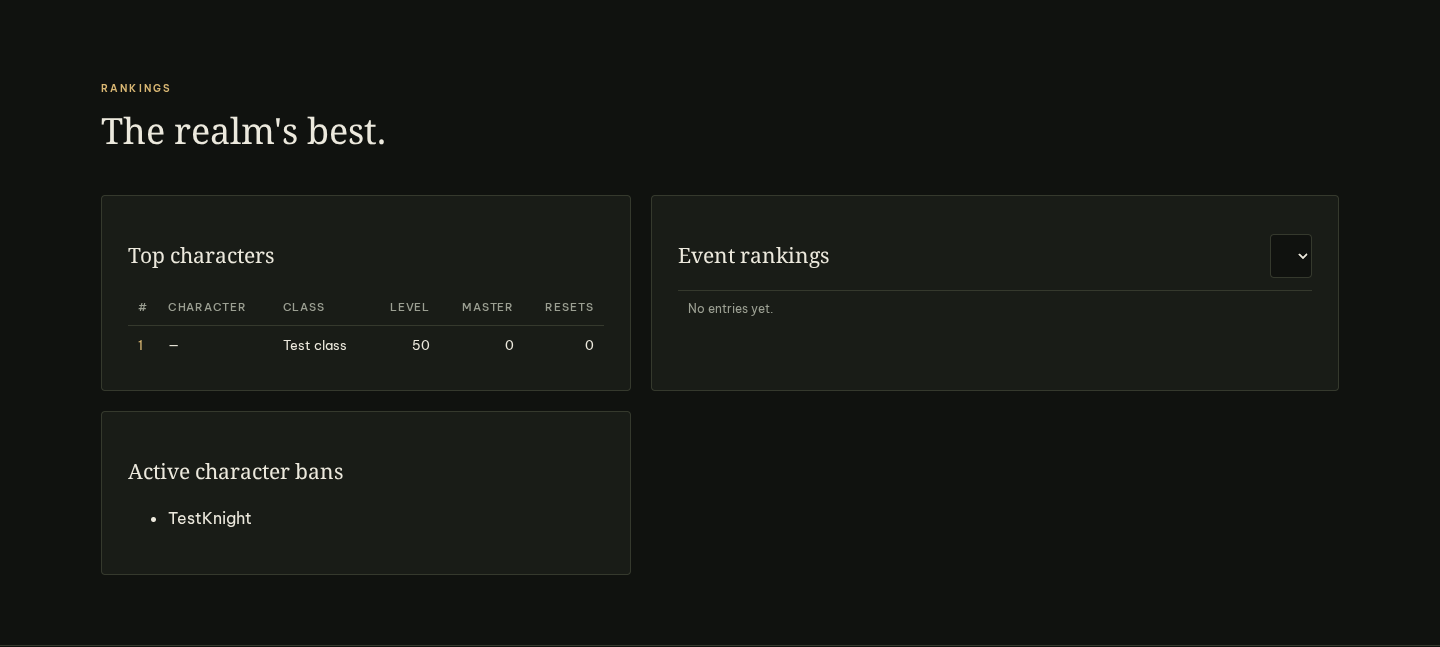 RANKINGS
The realm's best.
Top characters
# CHARACTER CLASS LEVEL MASTER RESETS
1 — Test class 50 0 0
Event rankings
No entries yet.
Active character bans
• TestKnight